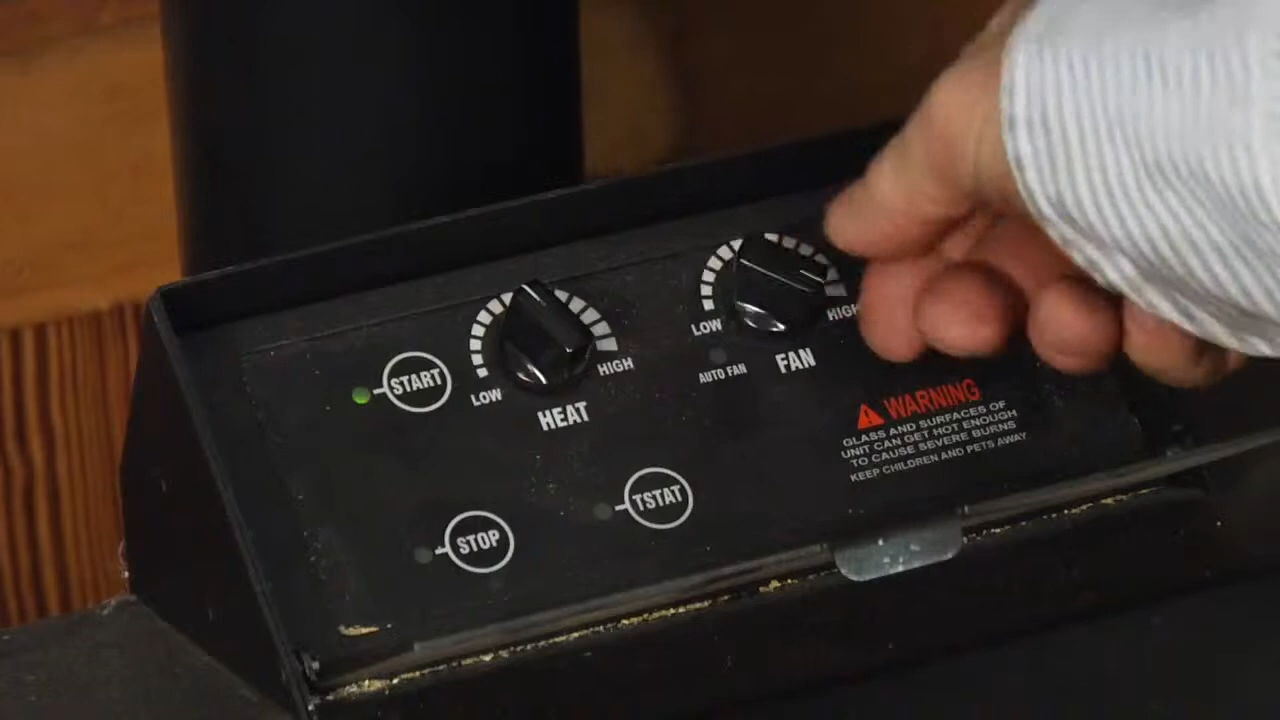 START
LOW
HIGH
HEAT
LOW
HIGH
AUTO FAN
FAN
WARNING
GLASS AND SURFACES OF
UNIT CAN GET HOT ENOUGH
TO CAUSE SEVERE BURNS
KEEP CHILDREN AND PETS AWAY
STOP
TSTAT